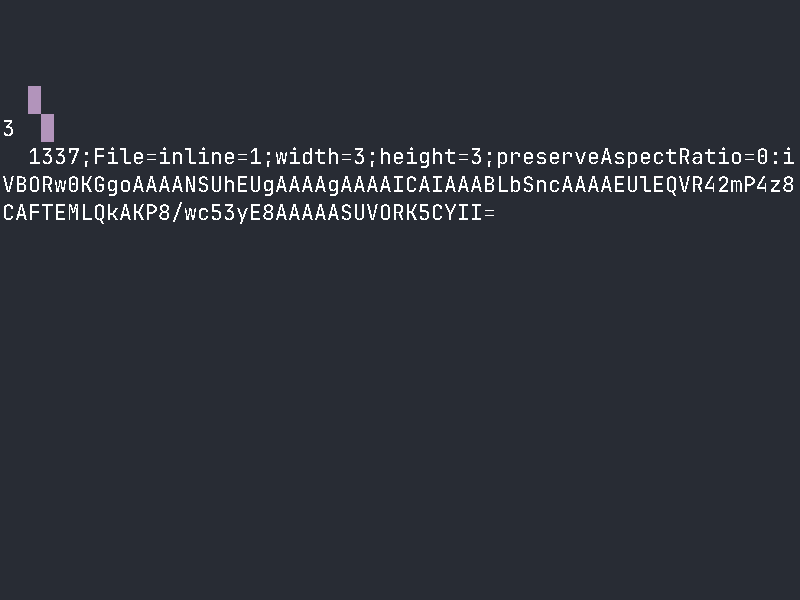 3
1337;File=inline=1;width=3;height=3;preserveAspectRatio=0:i
VBORw0KGgoAAAANSUhEUgAAAAgAAAAICAIAAABLbSncAAAAEUlEQVR42mP4z8
CAFTEMLQkAKP8/wc53yE8AAAAASUVORK5CYII=